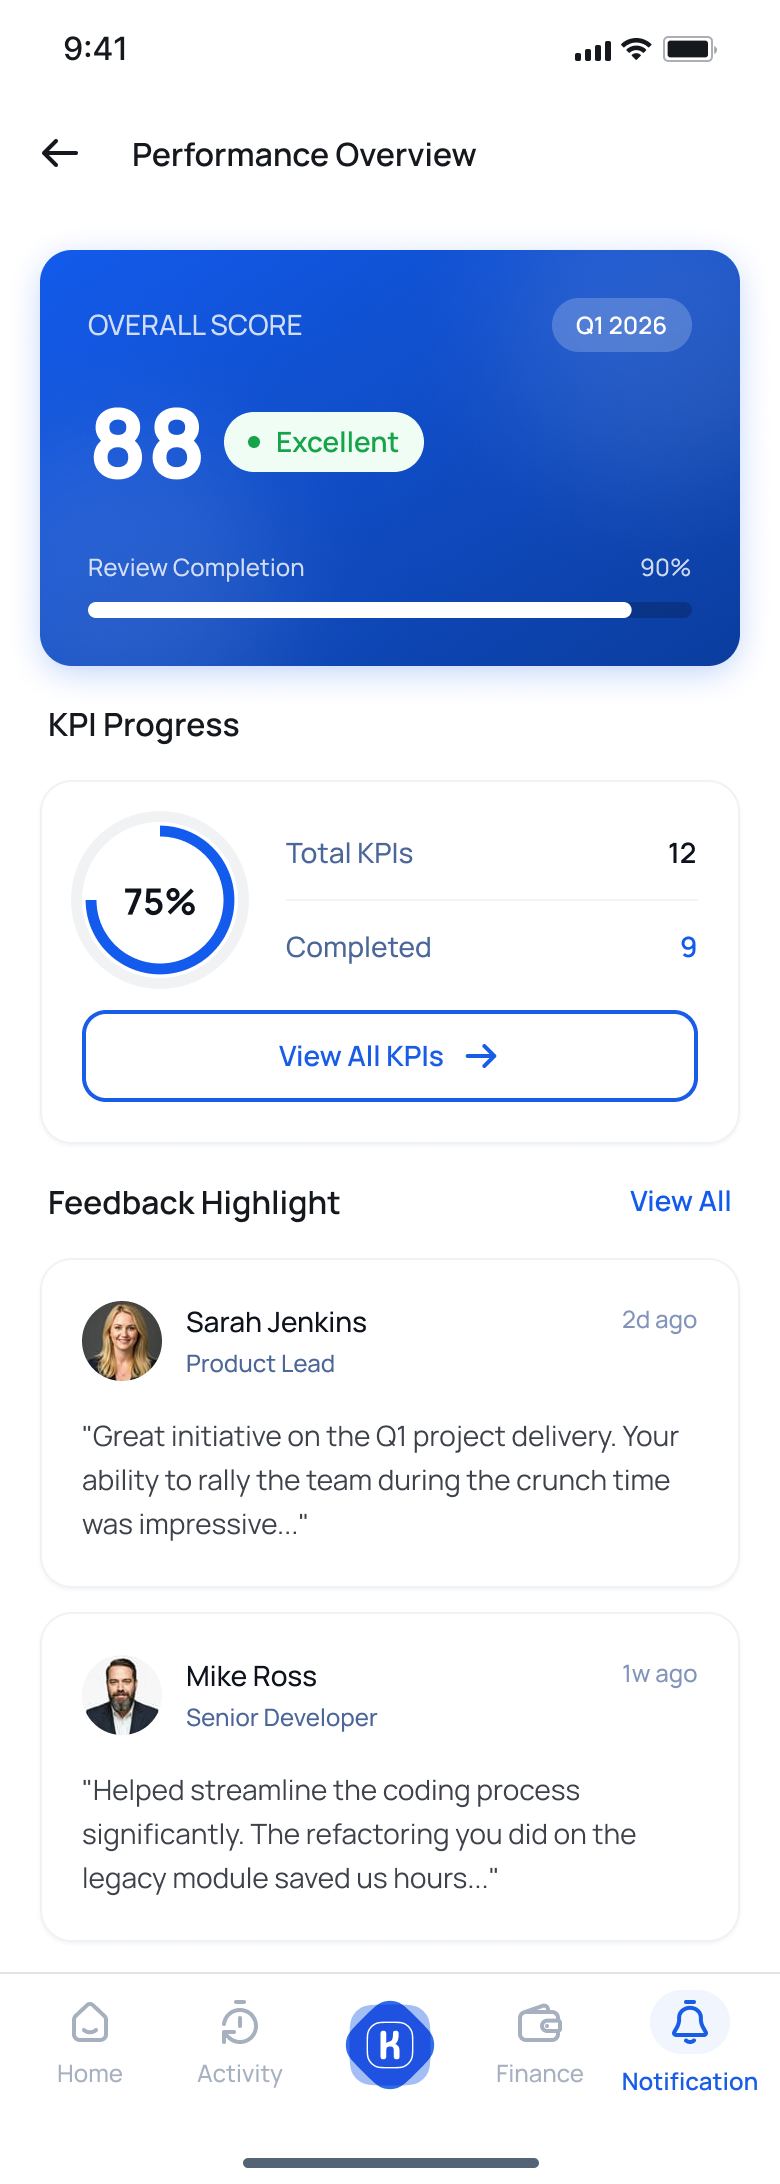 9:41
Performance Overview
OVERALL SCORE
Q1 2026
88
Excellent
Review Completion
90%
KPI Progress
75%
Total KPIs
12
Completed
9
View All KPIs
Feedback Highlight
View All
Sarah Jenkins
2d ago
Product Lead
"Great initiative on the Q1 project delivery. Your
ability to rally the team during the crunch time
was impressive..."
Mike Ross
1w ago
Senior Developer
"Helped streamline the coding process
significantly. The refactoring you did on the
legacy module saved us hours..."
Home
Activity
K
Finance
Notification